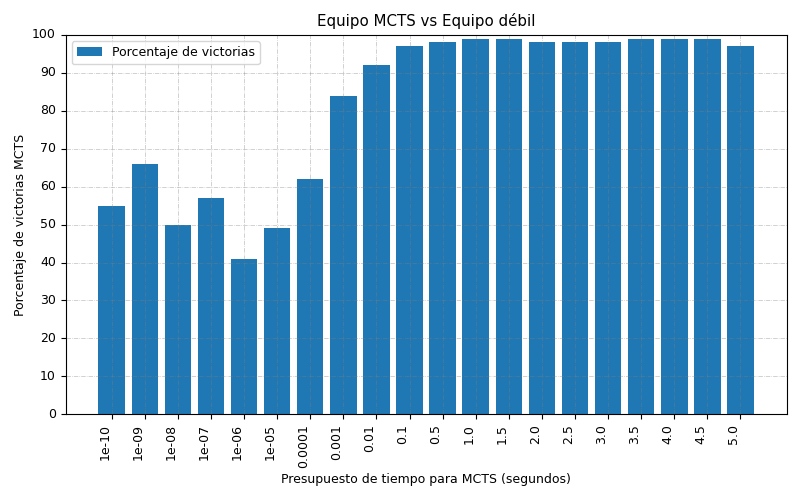 Equipo MCTS vs Equipo débil
Porcentaje de victorias
Porcentaje de victorias MCTS
100
90
80
70
60
50
40
30
20
10
0
1e-10
1e-09
1e-08
1e-07
1e-06
1e-05
0.0001
0.001
0.01
0.1
0.5
1.0
1.5
2.0
2.5
3.0
3.5
4.0
4.5
5.0
Presupuesto de tiempo para MCTS (segundos)